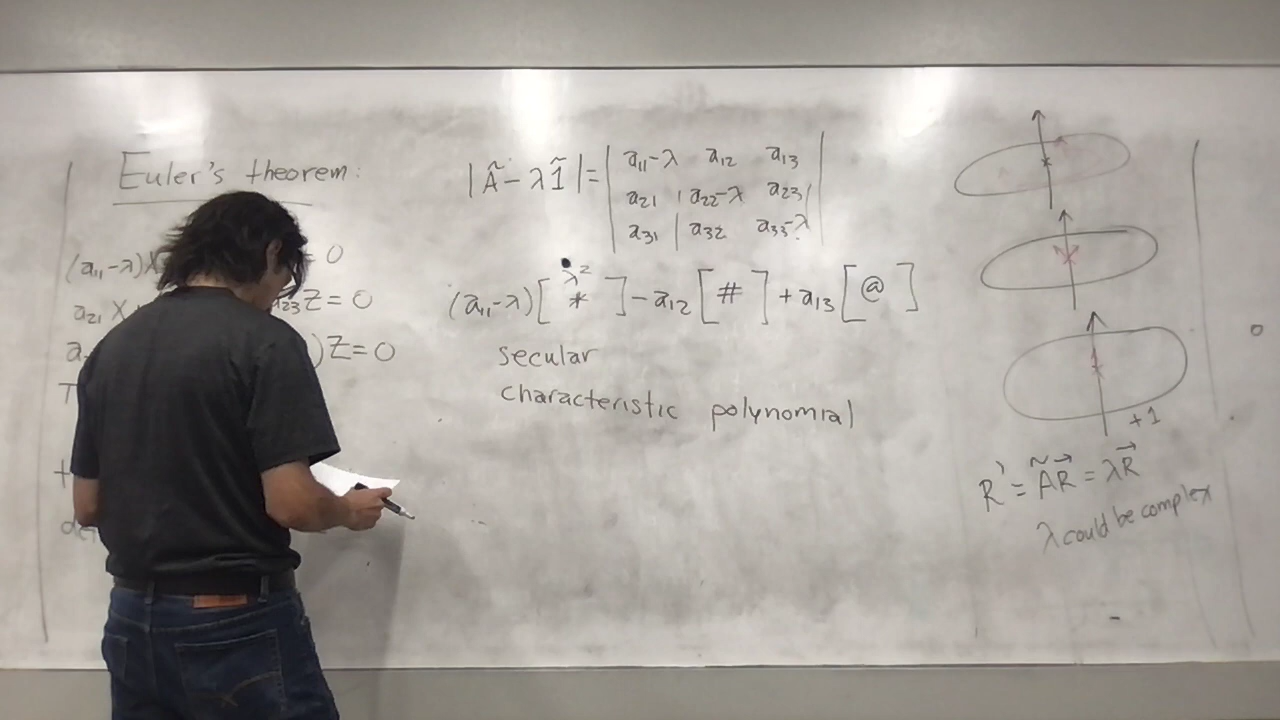 Euler's theorem:
(a₁₁-λ)X 0
a₂₁ X a₂₃Z=0
)Z=0
|Ã - λ1̃|=
a₁₁-λ a₁₂ a₁₃
a₂₁ a₂₂-λ a₂₃
a₃₁ a₃₂ a₃₃-λ
(a₁₁-λ)[λ² *] - a₁₂[#] + a₁₃[@]
secular
characteristic polynomial
+1
R' = ÃR⃗ = λR⃗
λ could be complex